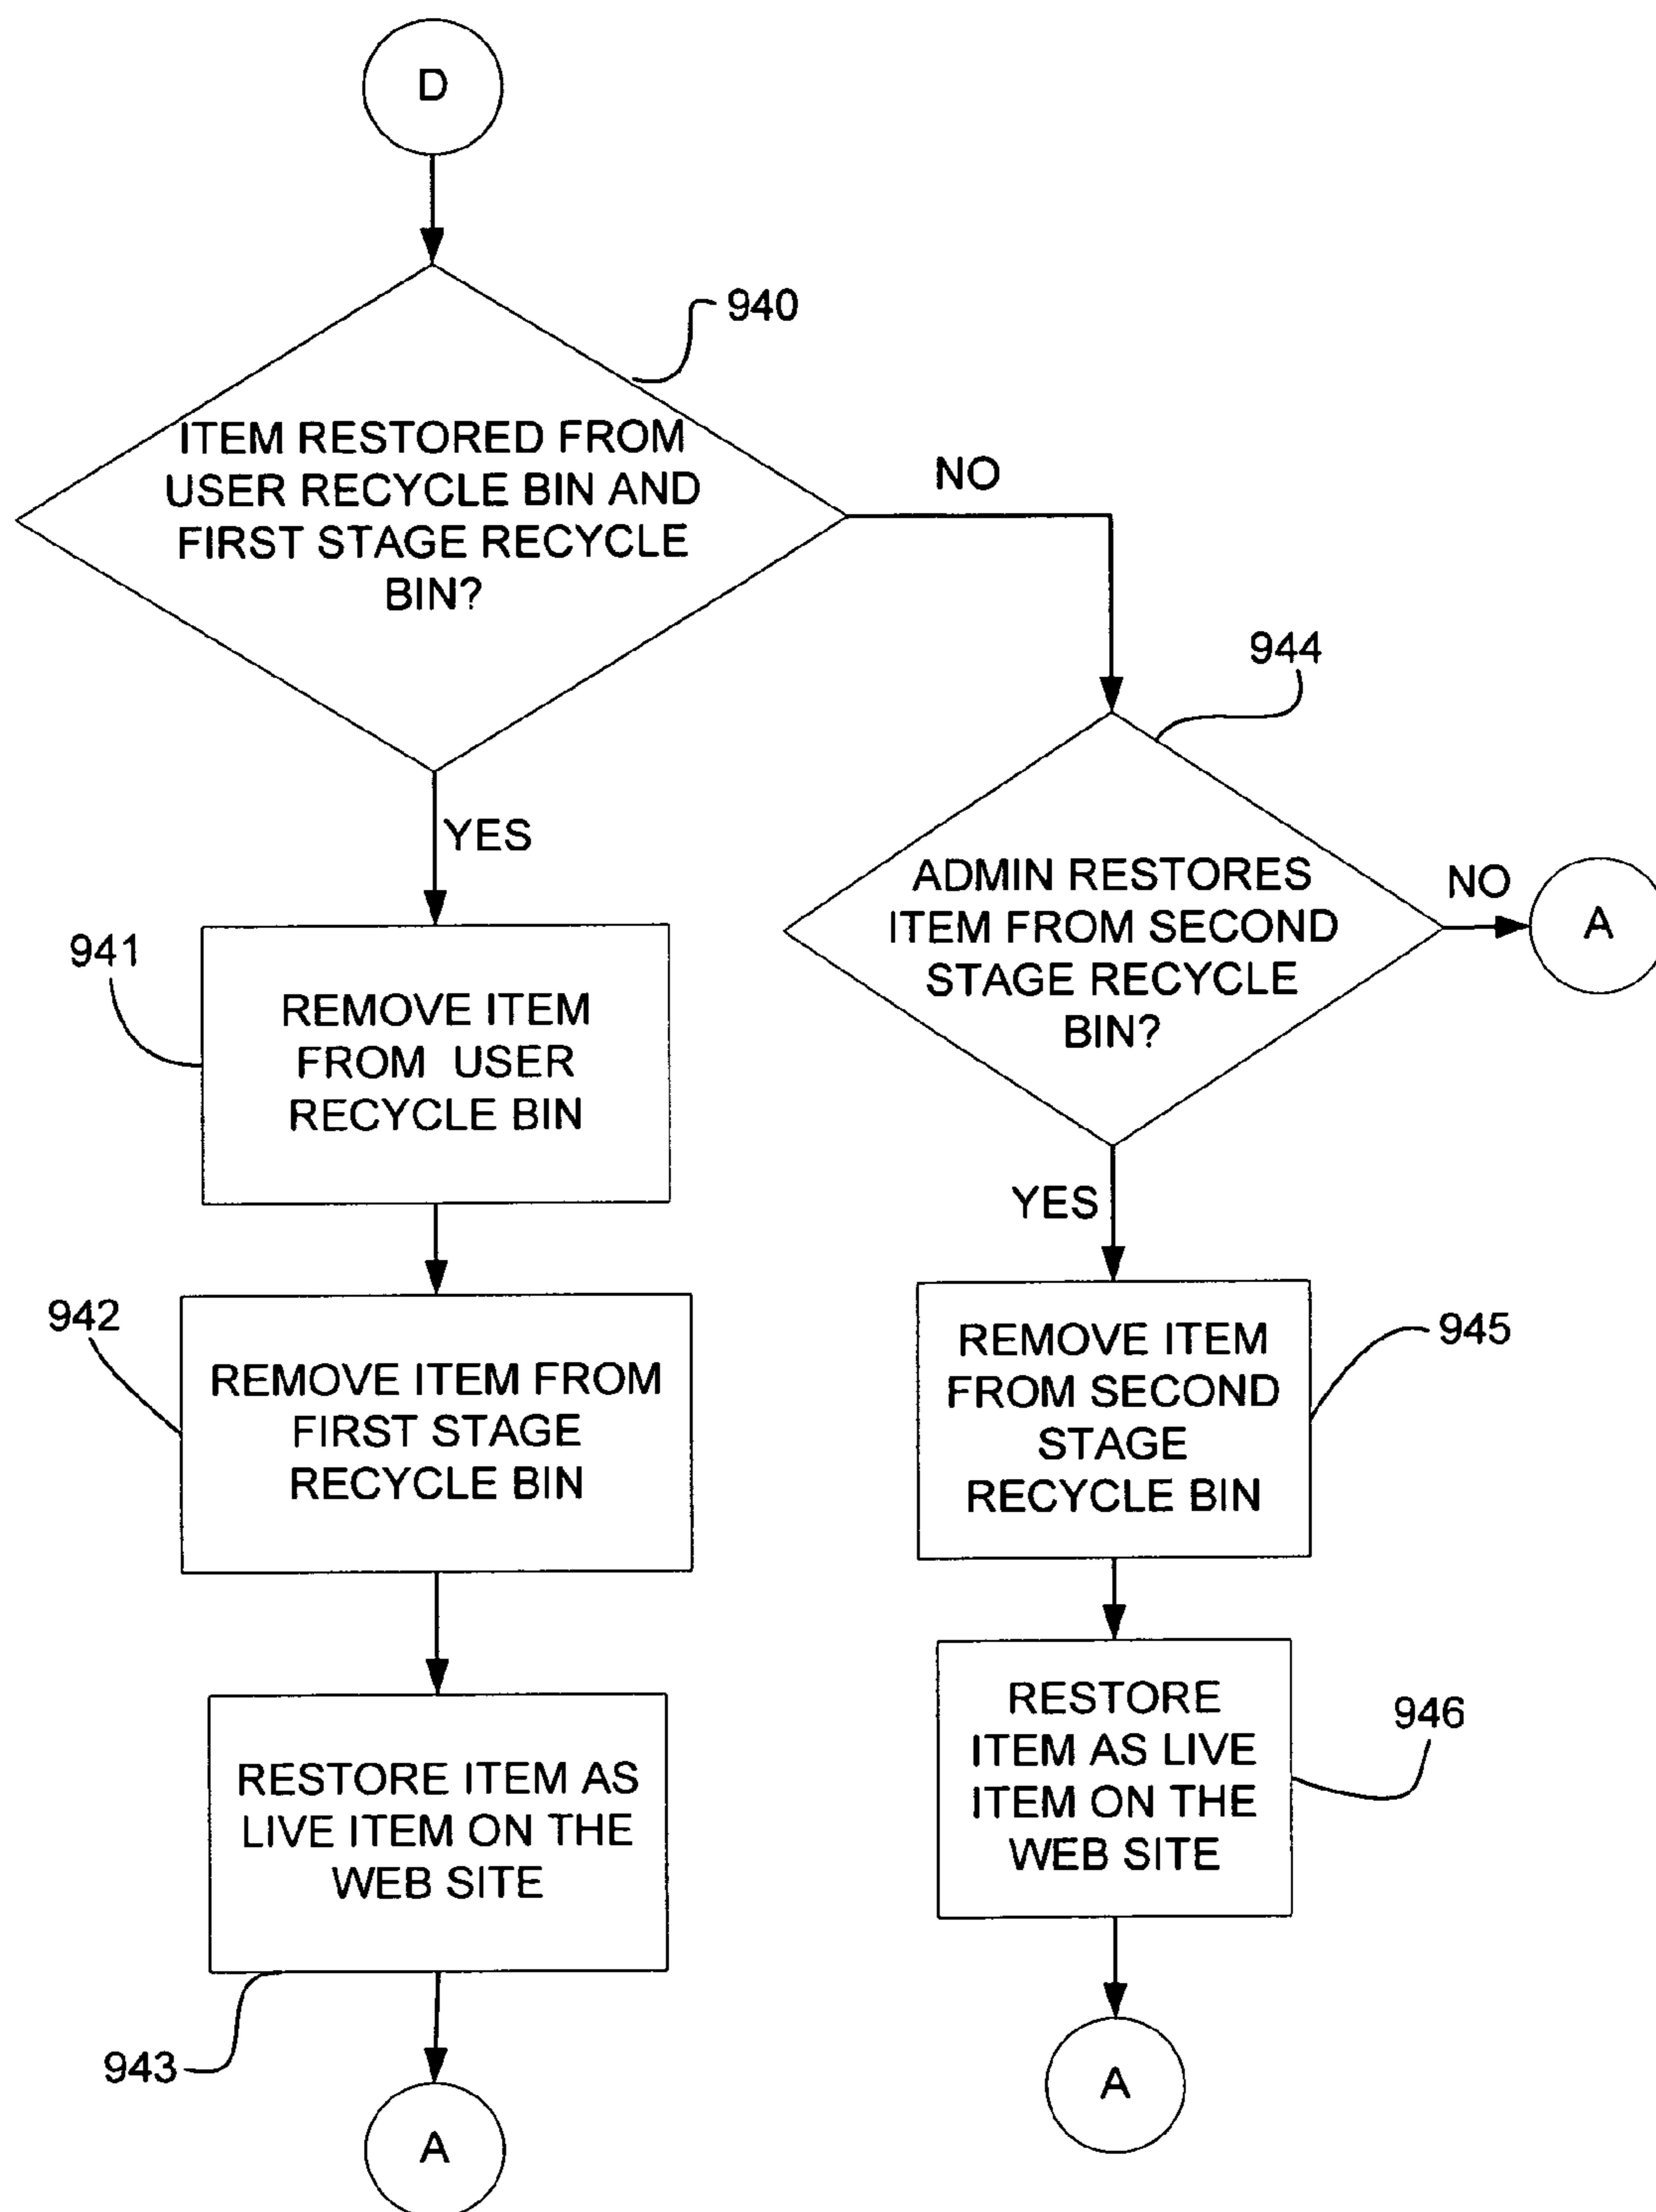 D
940
ITEM RESTORED FROM
USER RECYCLE BIN AND
FIRST STAGE RECYCLE
BIN?
NO
YES
944
ADMIN RESTORES
ITEM FROM SECOND
STAGE RECYCLE
BIN?
NO
A
YES
941
REMOVE ITEM
FROM USER
RECYCLE BIN
942
REMOVE ITEM FROM
FIRST STAGE
RECYCLE BIN
945
REMOVE ITEM
FROM SECOND
STAGE
RECYCLE BIN
943
RESTORE ITEM AS
LIVE ITEM ON THE
WEB SITE
946
RESTORE
ITEM AS LIVE
ITEM ON THE
WEB SITE
A
A